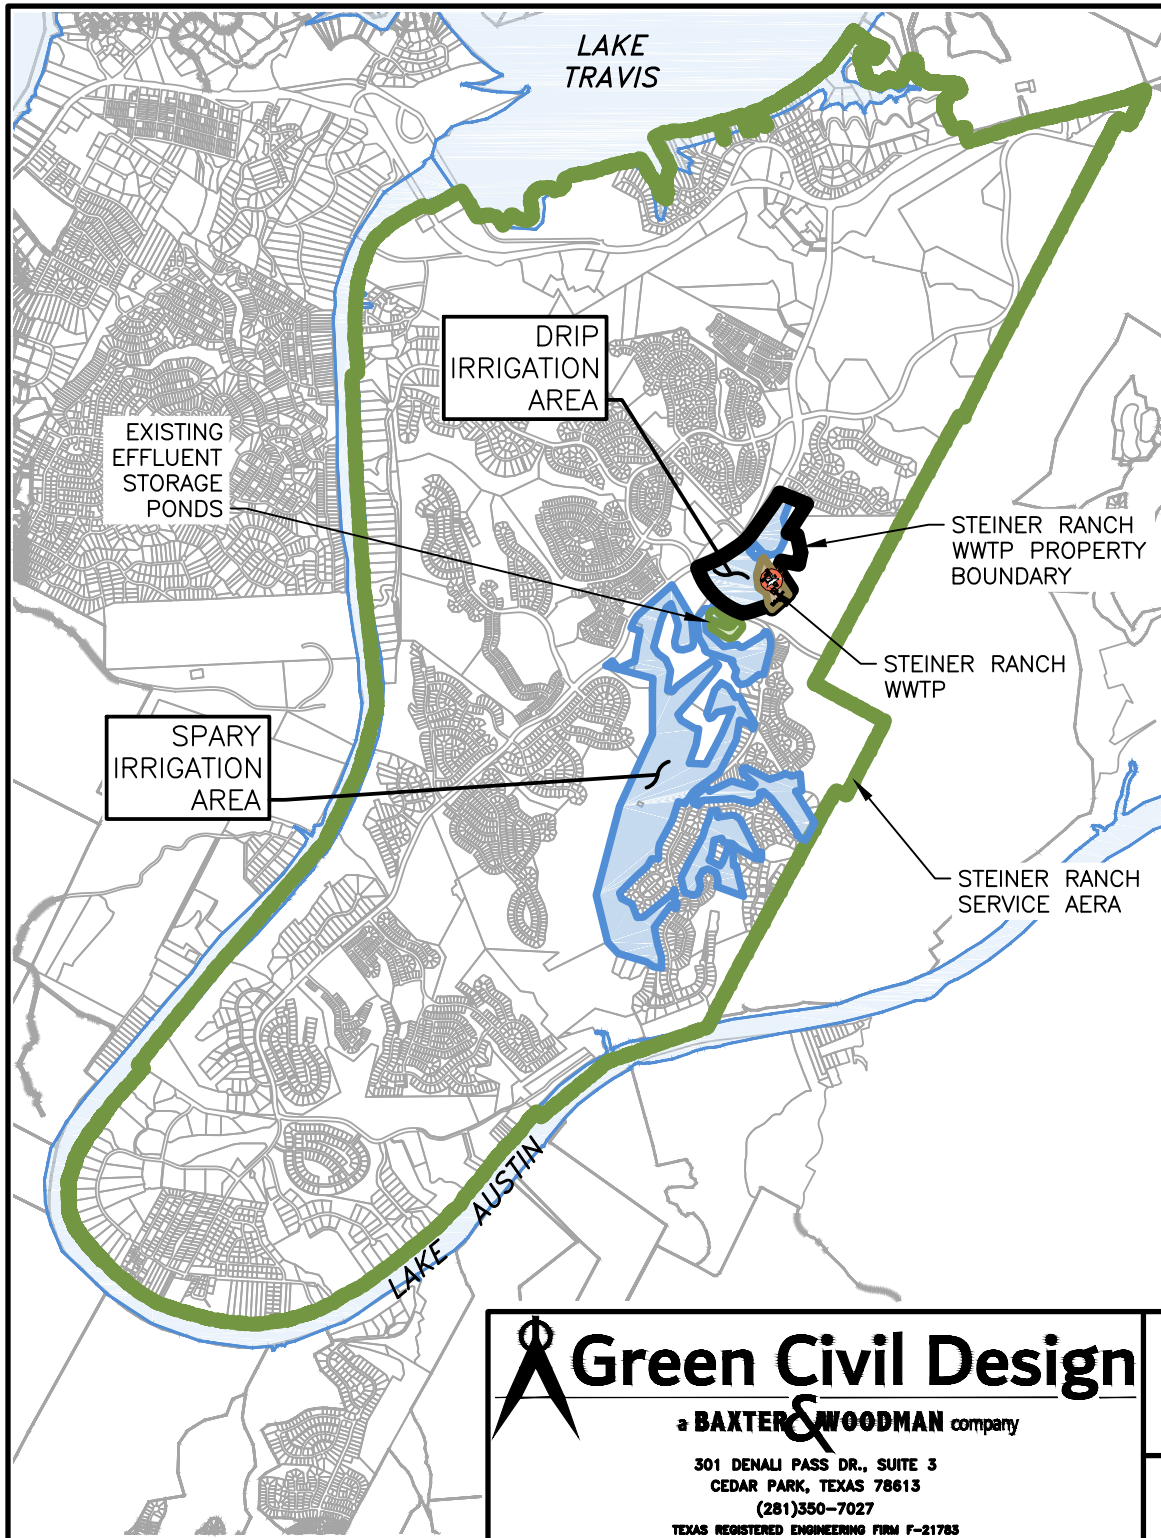 LAKE
TRAVIS
DRIP
IRRIGATION
AREA
EXISTING
EFFLUENT
STORAGE
PONDS
STEINER RANCH
WWTP PROPERTY
BOUNDARY
STEINER RANCH
WWTP
SPARY
IRRIGATION
AREA
STEINER RANCH
SERVICE AERA
LAKE AUSTIN
Green Civil Design
a BAXTER & WOODMAN company
301 DENALI PASS DR., SUITE 3
CEDAR PARK, TEXAS 78613
(281)350-7027
TEXAS REGISTERED ENGINEERING FIRM F-21783